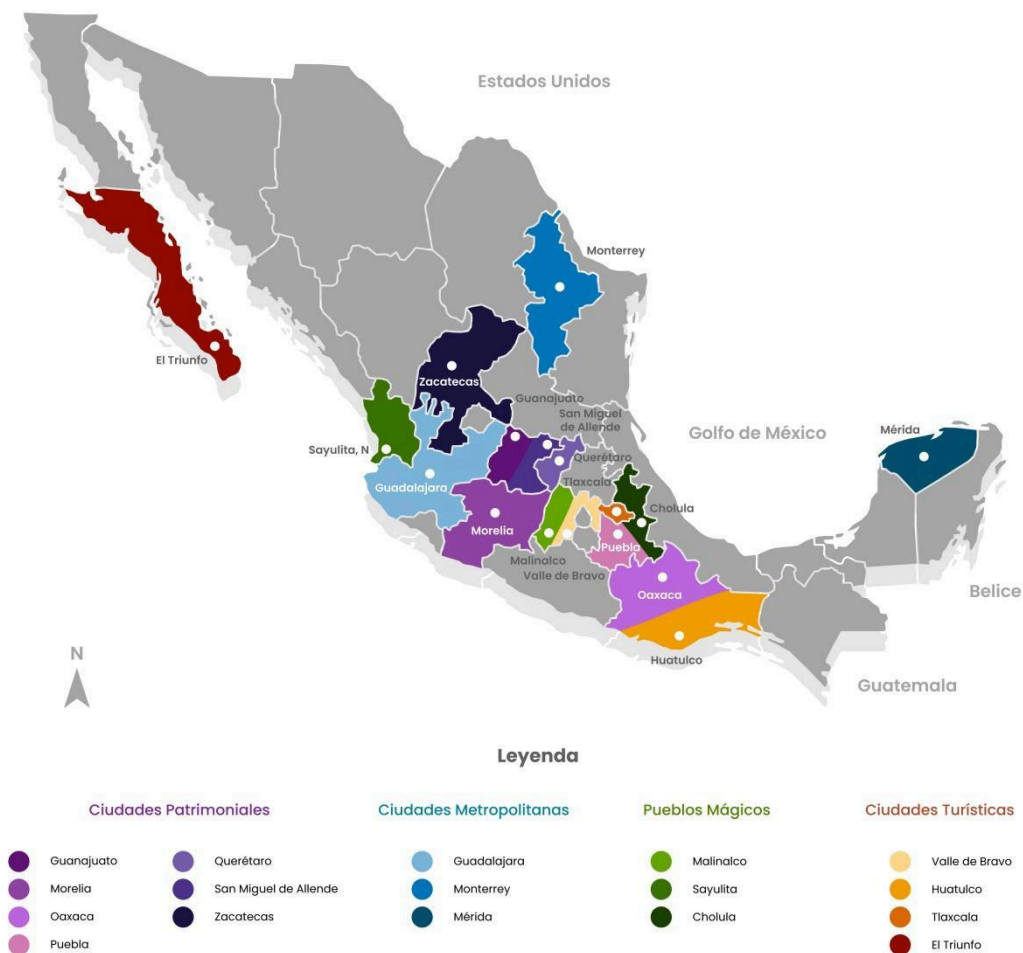 Estados Unidos
Monterrey
El Triunfo
Zacatecas
Guanajuato
San Miguel
de Allende
Golfo de México
Mérida
Sayulita, N
Querétaro
Tlaxcala
Guadalajara
Cholula
Morelia
Puebla
Malinalco
Valle de Bravo
Oaxaca
Belice
Huatulco
N
Guatemala
Leyenda
Ciudades Patrimoniales
Guanajuato
Morelia
Oaxaca
Puebla
Querétaro
San Miguel de Allende
Zacatecas
Ciudades Metropolitanas
Guadalajara
Monterrey
Mérida
Pueblos Mágicos
Malinalco
Sayulita
Cholula
Ciudades Turísticas
Valle de Bravo
Huatulco
Tlaxcala
El Triunfo